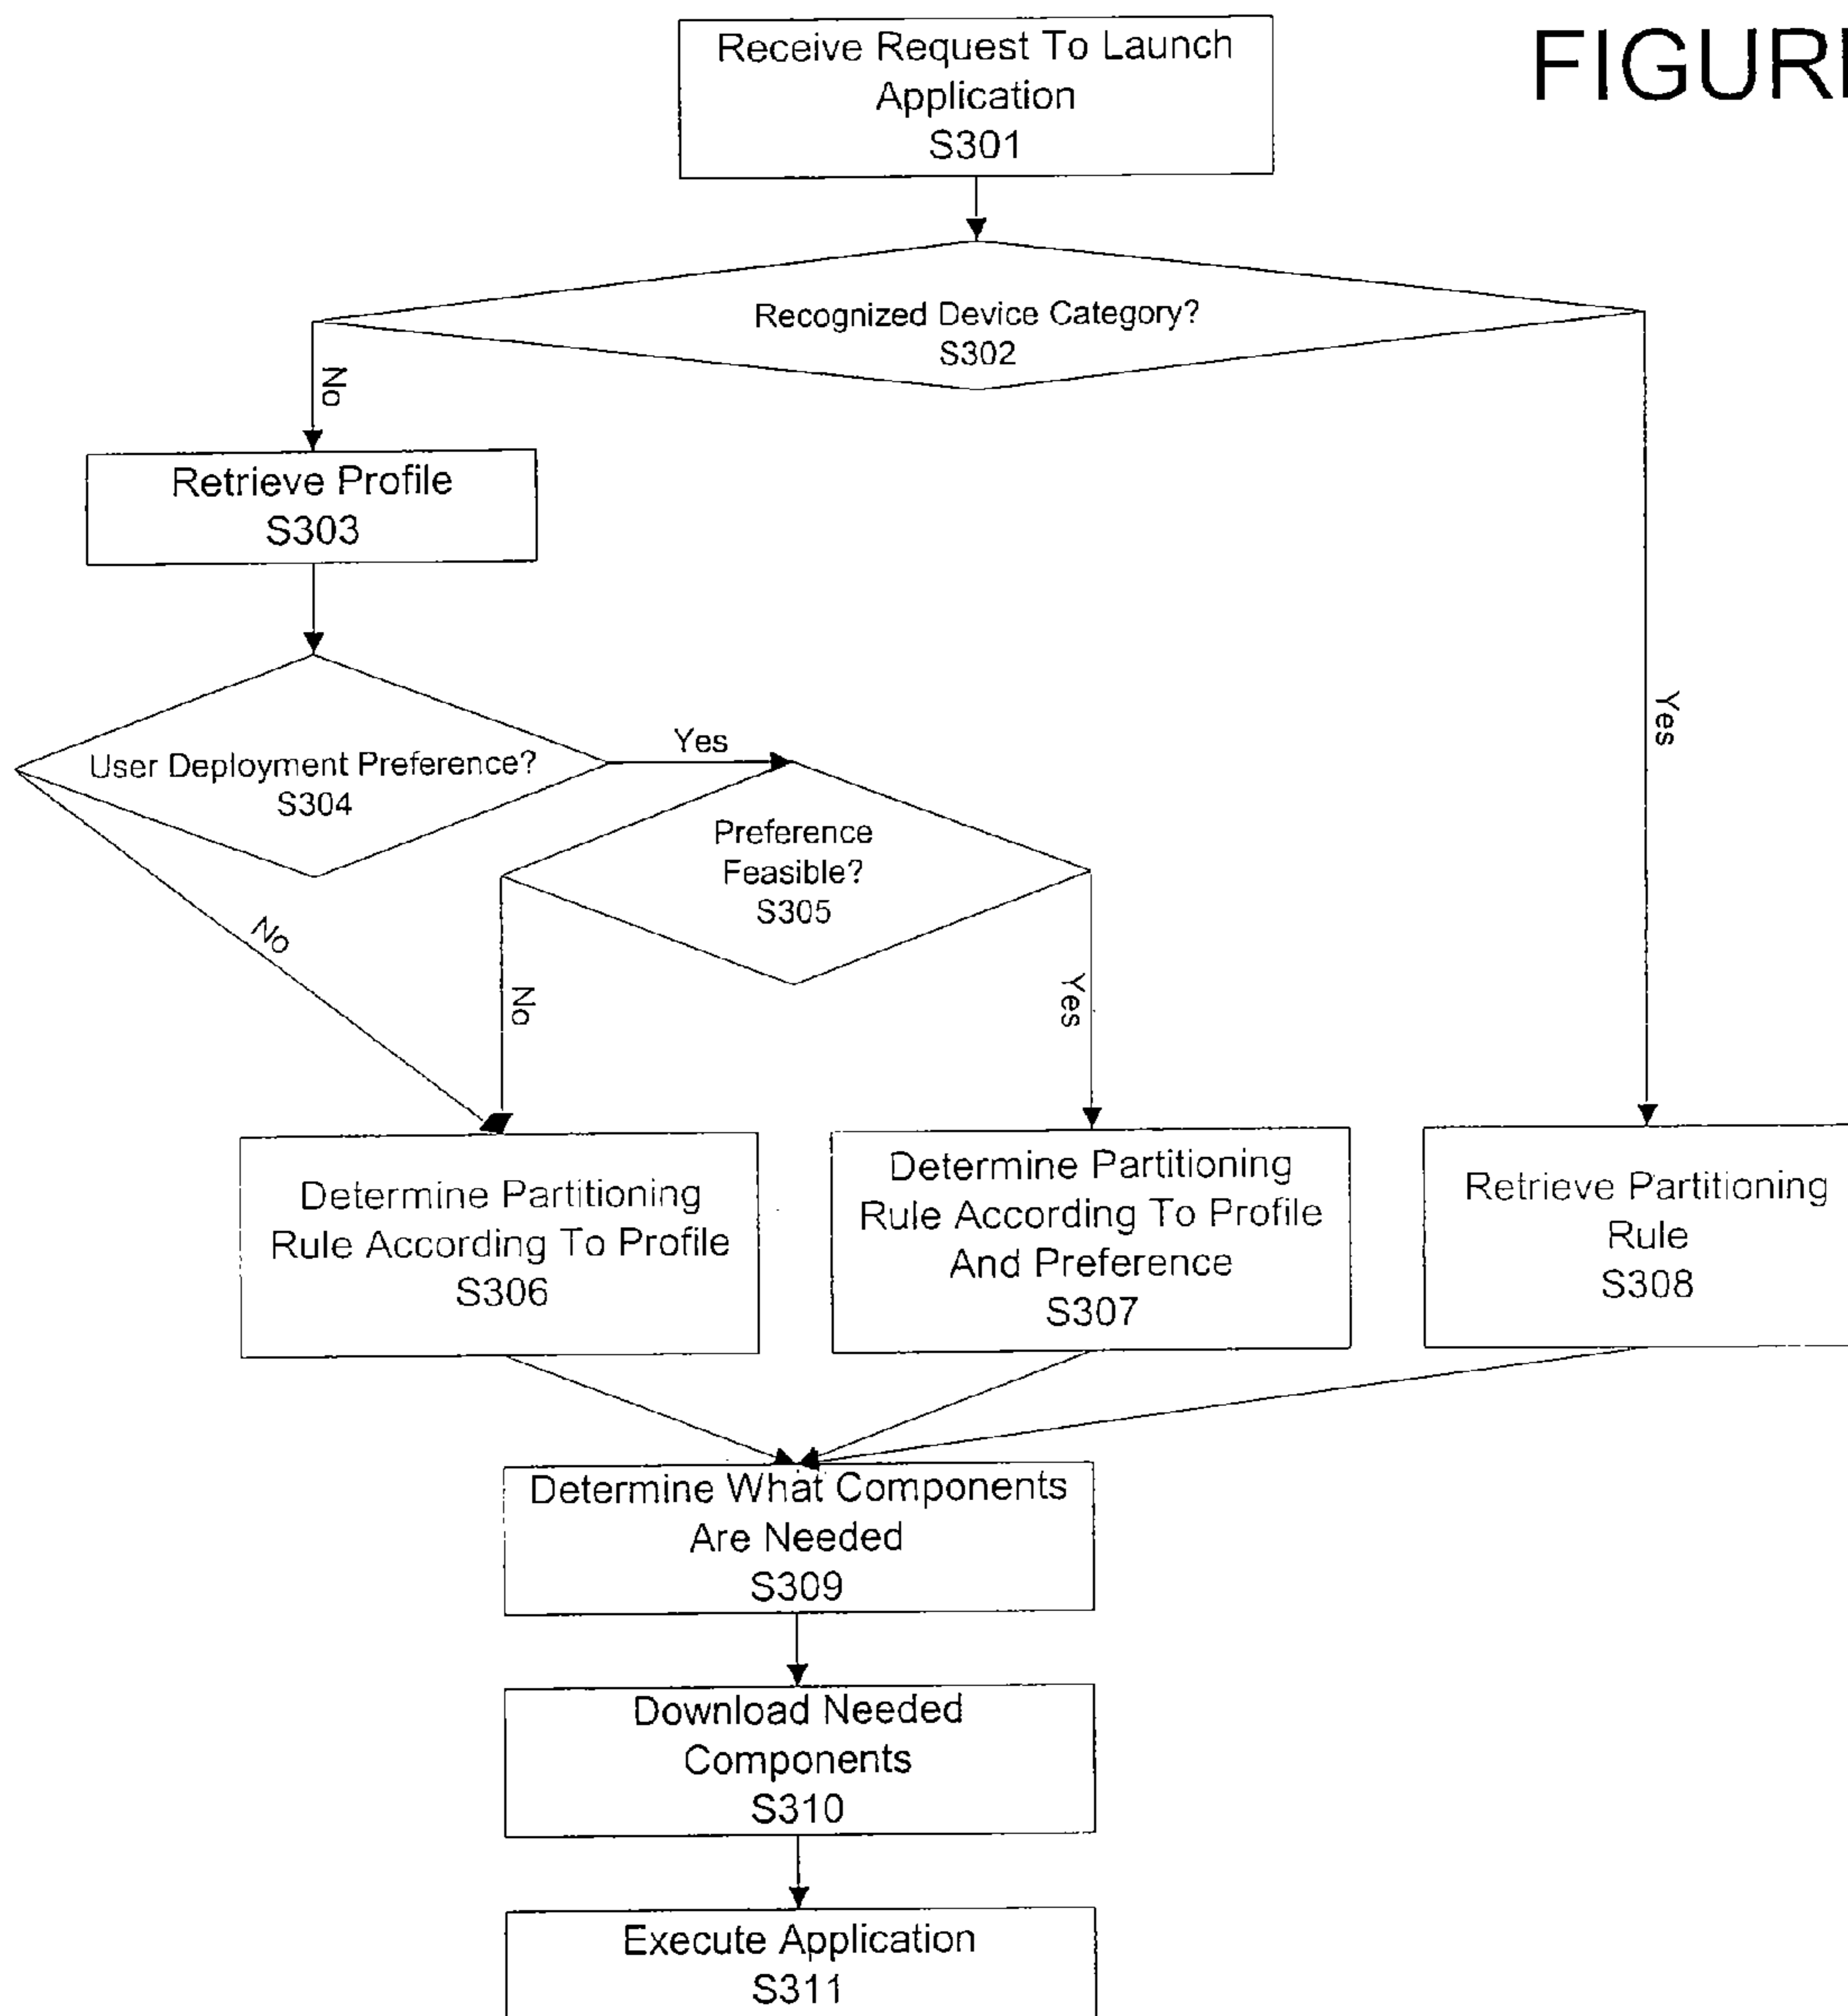 FIGURE
Receive Request To Launch
Application
S301
Recognized Device Category?
S302
No
Yes
Retrieve Profile
S303
User Deployment Preference?
S304
Yes
Preference
Feasible?
S305
No
No
Yes
Determine Partitioning
Rule According To Profile
S306
Determine Partitioning
Rule According To Profile
And Preference
S307
Retrieve Partitioning
Rule
S308
Determine What Components
Are Needed
S309
Download Needed
Components
S310
Execute Application
S311